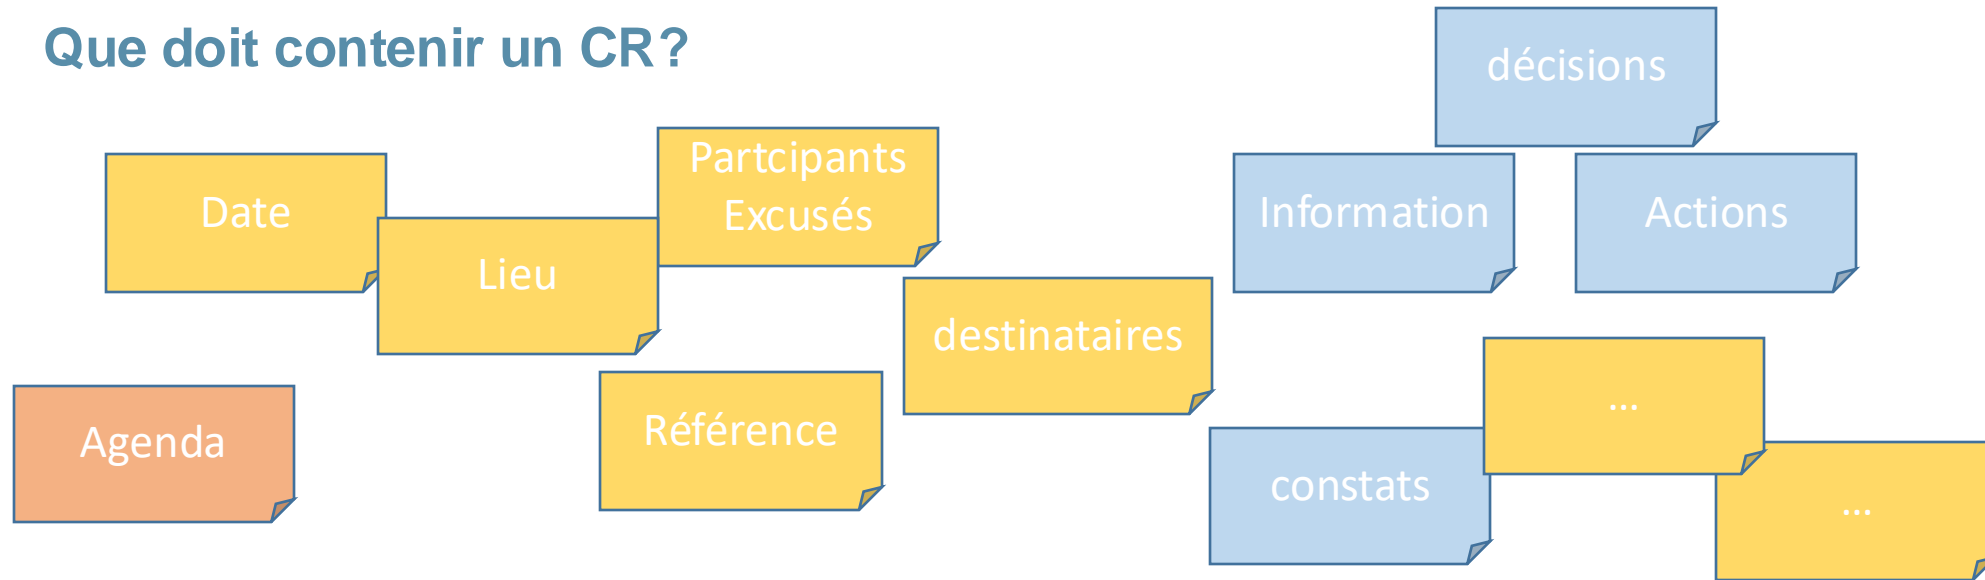 Que doit contenir un CR?
décisions
Partcipants
Excusés
Date
Information
Actions
Lieu
destinataires
...
Référence
Agenda
constats
...